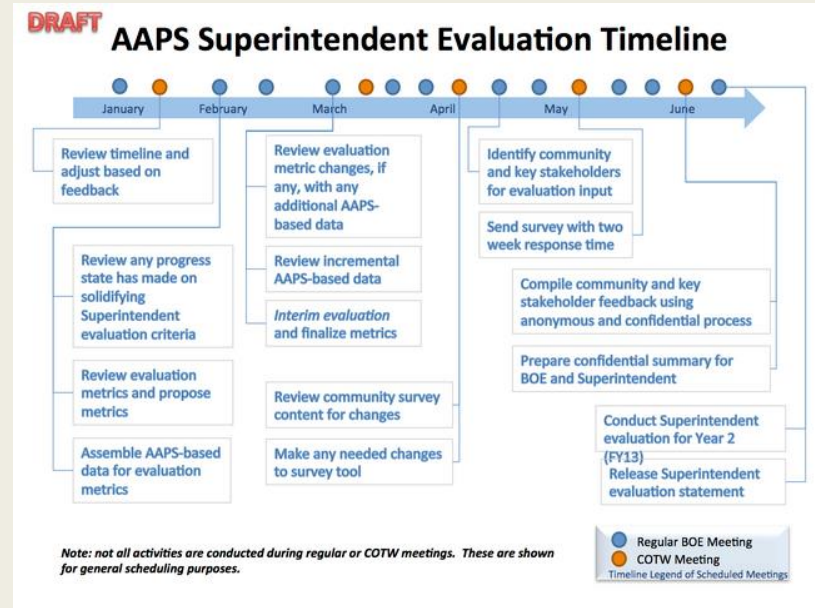 DRAFT
AAPS Superintendent Evaluation Timeline
January
February
March
April
May
June
Review timeline and
adjust based on
feedback
Review any progress
state has made on
solidifying
Superintendent
evaluation criteria
Review evaluation
metrics and propose
metrics
Assemble AAPS-based
data for evaluation
metrics
Review evaluation
metric changes, if
any, with any
additional AAPS-
based data
Review incremental
AAPS-based data
Interim evaluation
and finalize metrics
Review community survey
content for changes
Make any needed changes
to survey tool
Identify community
and key stakeholders
for evaluation input
Send survey with two
week response time
Compile community and key
stakeholder feedback using
anonymous and confidential process
Prepare confidential summary for
BOE and Superintendent
Conduct Superintendent
evaluation for Year 2
(FY13)
Release Superintendent
evaluation statement
Note: not all activities are conducted during regular or COTW meetings. These are shown
for general scheduling purposes.
Regular BOE Meeting
COTW Meeting
Timeline Legend of Scheduled Meetings